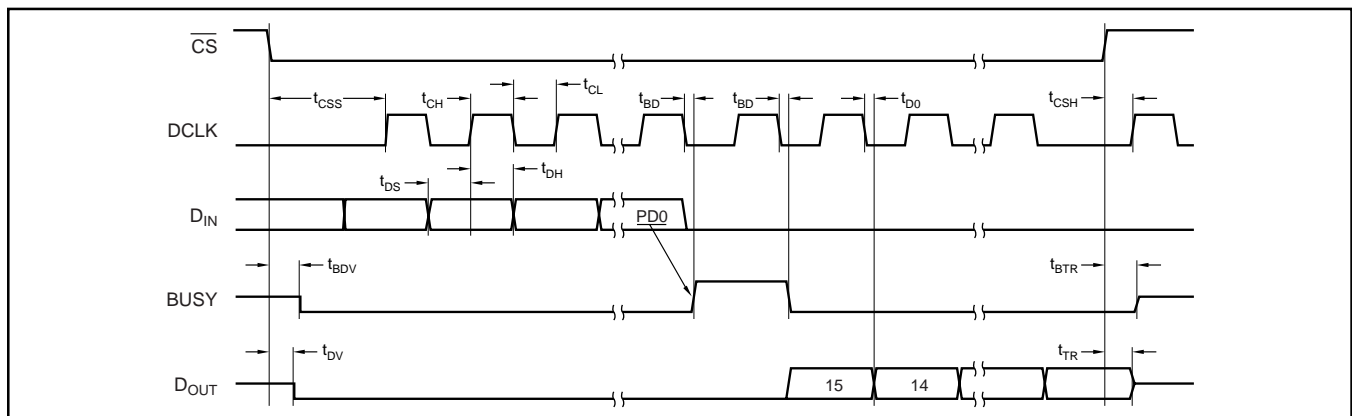 CS
tCSS
tCH
tCL
tBD
tBD
tD0
tCSH
DCLK
tDS
tDH
DIN
PD0
tBDV
tBTR
BUSY
tDV
tTR
DOUT
15
14